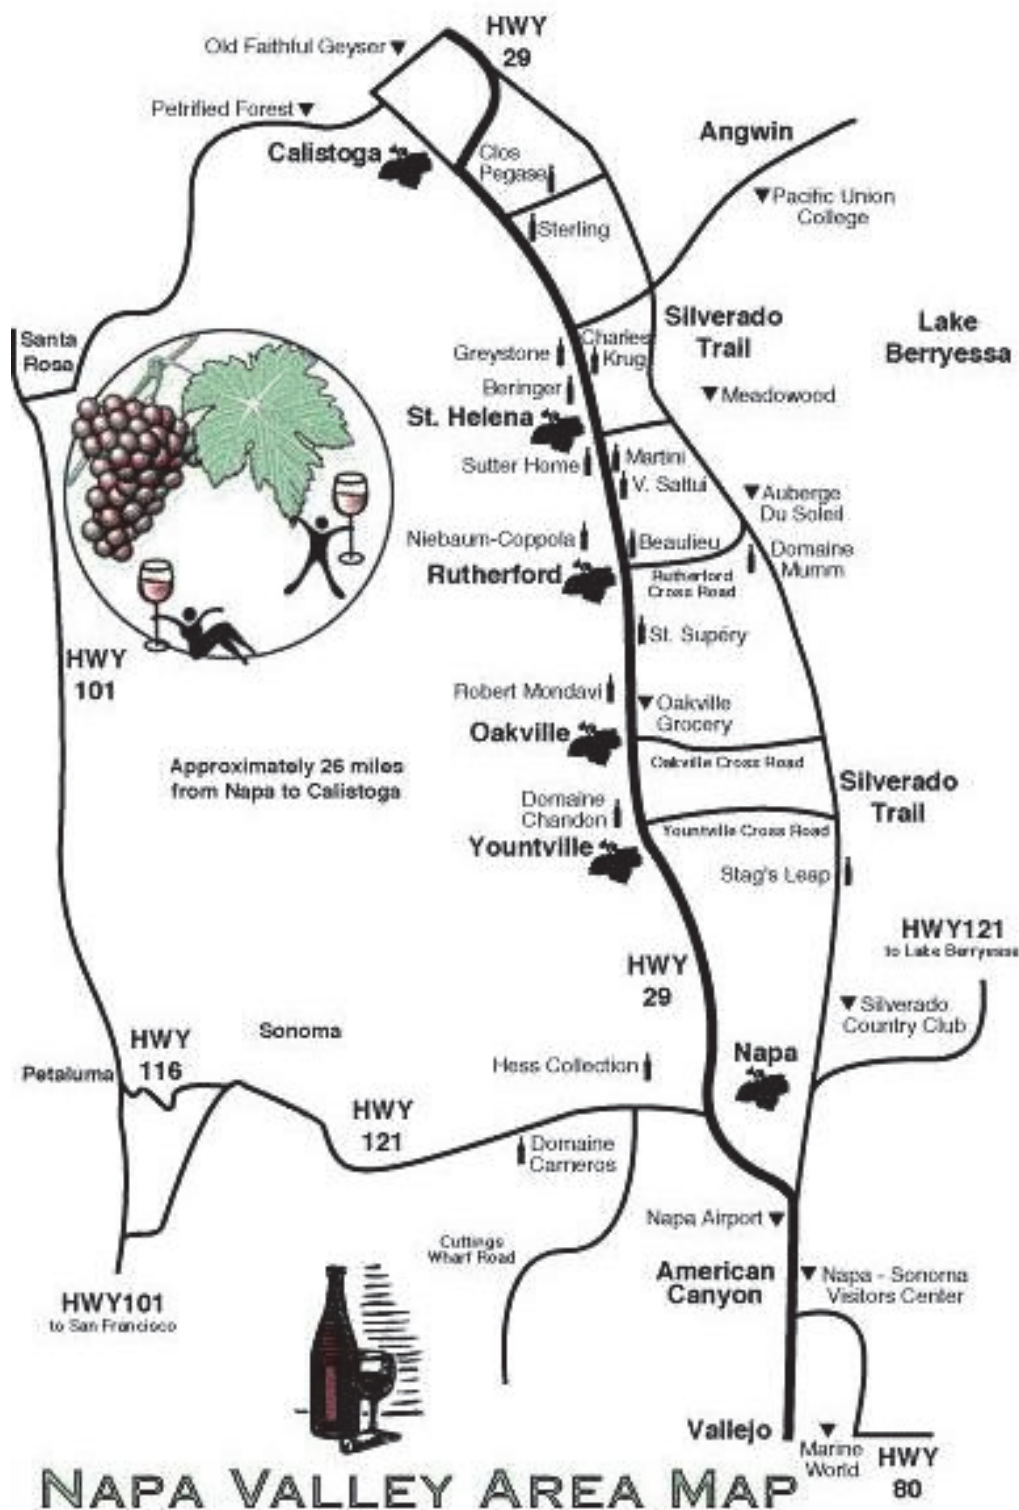 HWY
29
Old Faithful Geyser
Petrified Forest
Calistoga
Clos
Pegase
Angwin
Pacific Union
College
Sterling
Santa
Rosa
Silverado
Trail
Lake
Berryessa
Charles
Krug
Greystone
Beringer
Meadowood
St. Helena
Sutter Home
Martini
V. Sattui
Auberge
Du Soleil
Niebaum-Coppola
Beaulieu
Domaine
Mumm
Rutherford
Rutherford
Cross Road
St. Supéry
HWY
101
Robert Mondavi
Oakville
Grocery
Oakville
Oakville Cross Road
Approximately 26 miles
from Napa to Calistoga
Silverado
Trail
Domaine
Chandon
Yountville Cross Road
Yountville
Stag's Leap
HWY121
to Lake Berryessa
HWY
29
Silverado
Country Club
Sonoma
HWY
116
Petaluma
Napa
Hess Collection
HWY
121
Domaine
Carneros
Napa Airport
Cuttings
Wharf Road
American
Canyon
Napa - Sonoma
Visitors Center
HWY101
to San Francisco
Vallejo
Marine
World
HWY
80
NAPA VALLEY AREA MAP